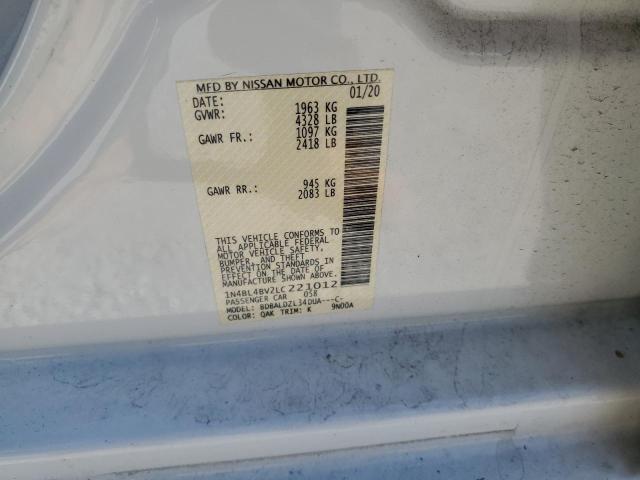 MFD BY NISSAN MOTOR CO., LTD.
DATE: 01/20
GVWR: 1963 KG
4328 LB
GAWR FR.: 1097 KG
2418 LB
GAWR RR.: 945 KG
2083 LB
THIS VEHICLE CONFORMS TO
ALL APPLICABLE FEDERAL
MOTOR VEHICLE SAFETY,
BUMPER, AND THEFT
PREVENTION STANDARDS IN
EFFECT ON THE DATE OF
MANUFACTURE SHOWN ABOVE.
1N4BL4BV2LC221012
PASSENGER CAR 058
MODEL: BDBALDZL34DUA---C-
COLOR: QAK TRIM: K 9N00A